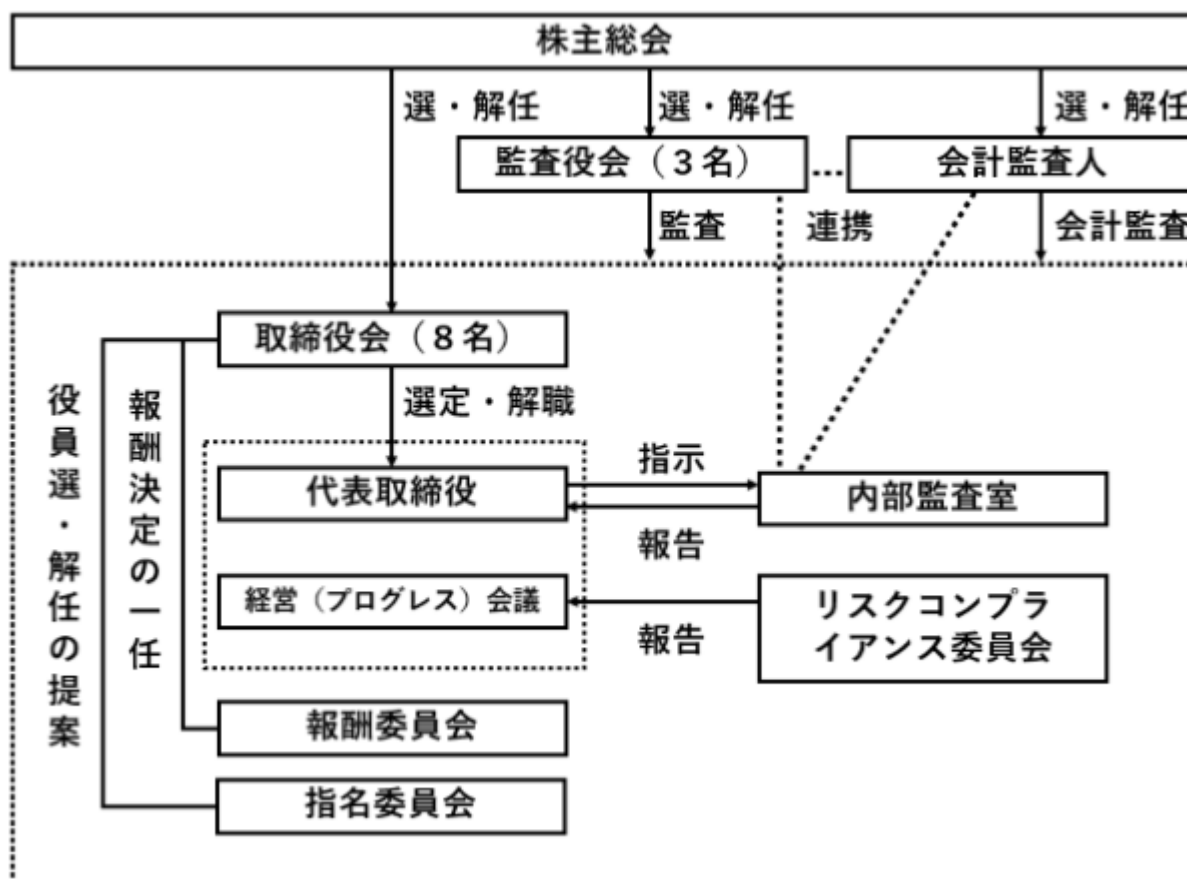 株主総会
選・解任
選・解任
選・解任
監査役会（3名）
…
会計監査人
監査
連携
会計監査
取締役会（8名）
選定・解職
役員選・解任の提案
報酬決定の一任
代表取締役
指示
内部監査室
報告
経営（プログレス）会議
報告
リスクコンプラ
イアンス委員会
報酬委員会
指名委員会